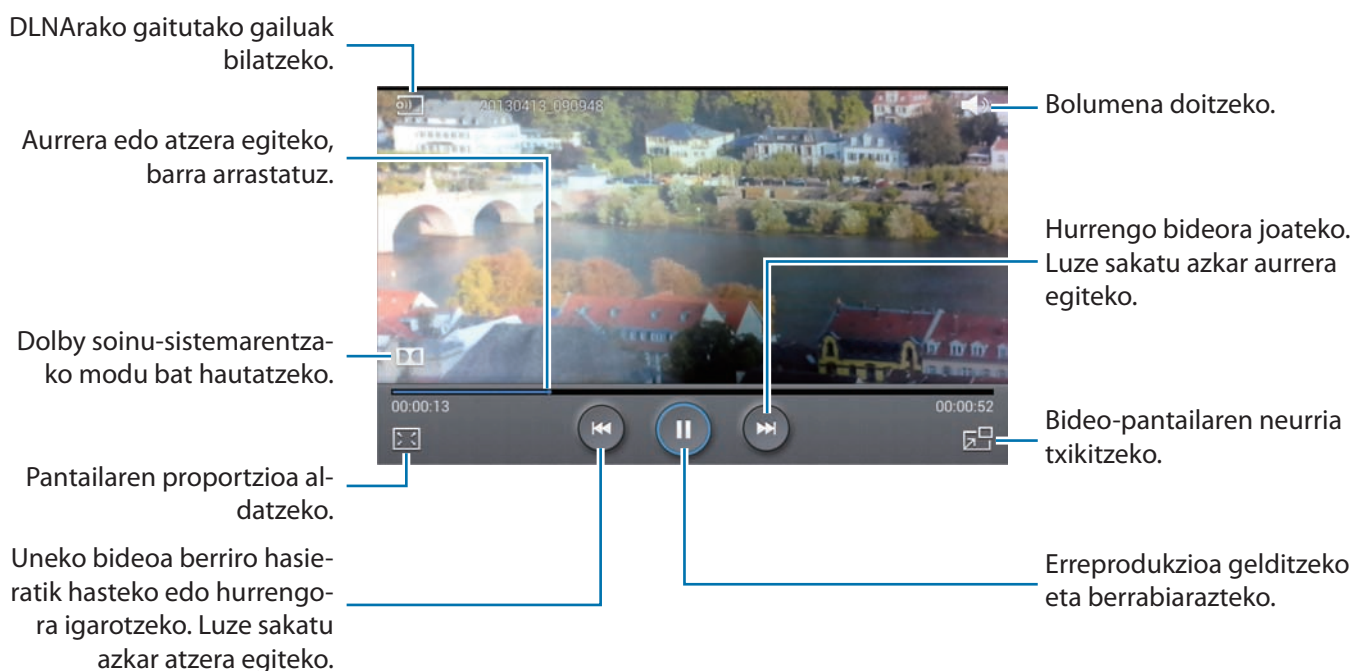 DLNArako gaitutako gailuak
bilatzeko.
Aurrera edo atzera egiteko,
barra arrastatuz.
Dolby soinu-sistemarentza-
ko modu bat hautatzeko.
Pantailaren proportzioa al-
datzeko.
Uneko bideoa berriro hasie-
ratik hasteko edo hurrengo-
ra igarotzeko. Luze sakatu
azkar atzera egiteko.
20130413_090948
00:00:13
00:00:52
Bolumena doitzeko.
Hurrengo bideora joateko.
Luze sakatu azkar aurrera
egiteko.
Bideo-pantailaren neurria
txikitzeko.
Erreprodukzioa gelditzeko
eta berrabiarazteko.